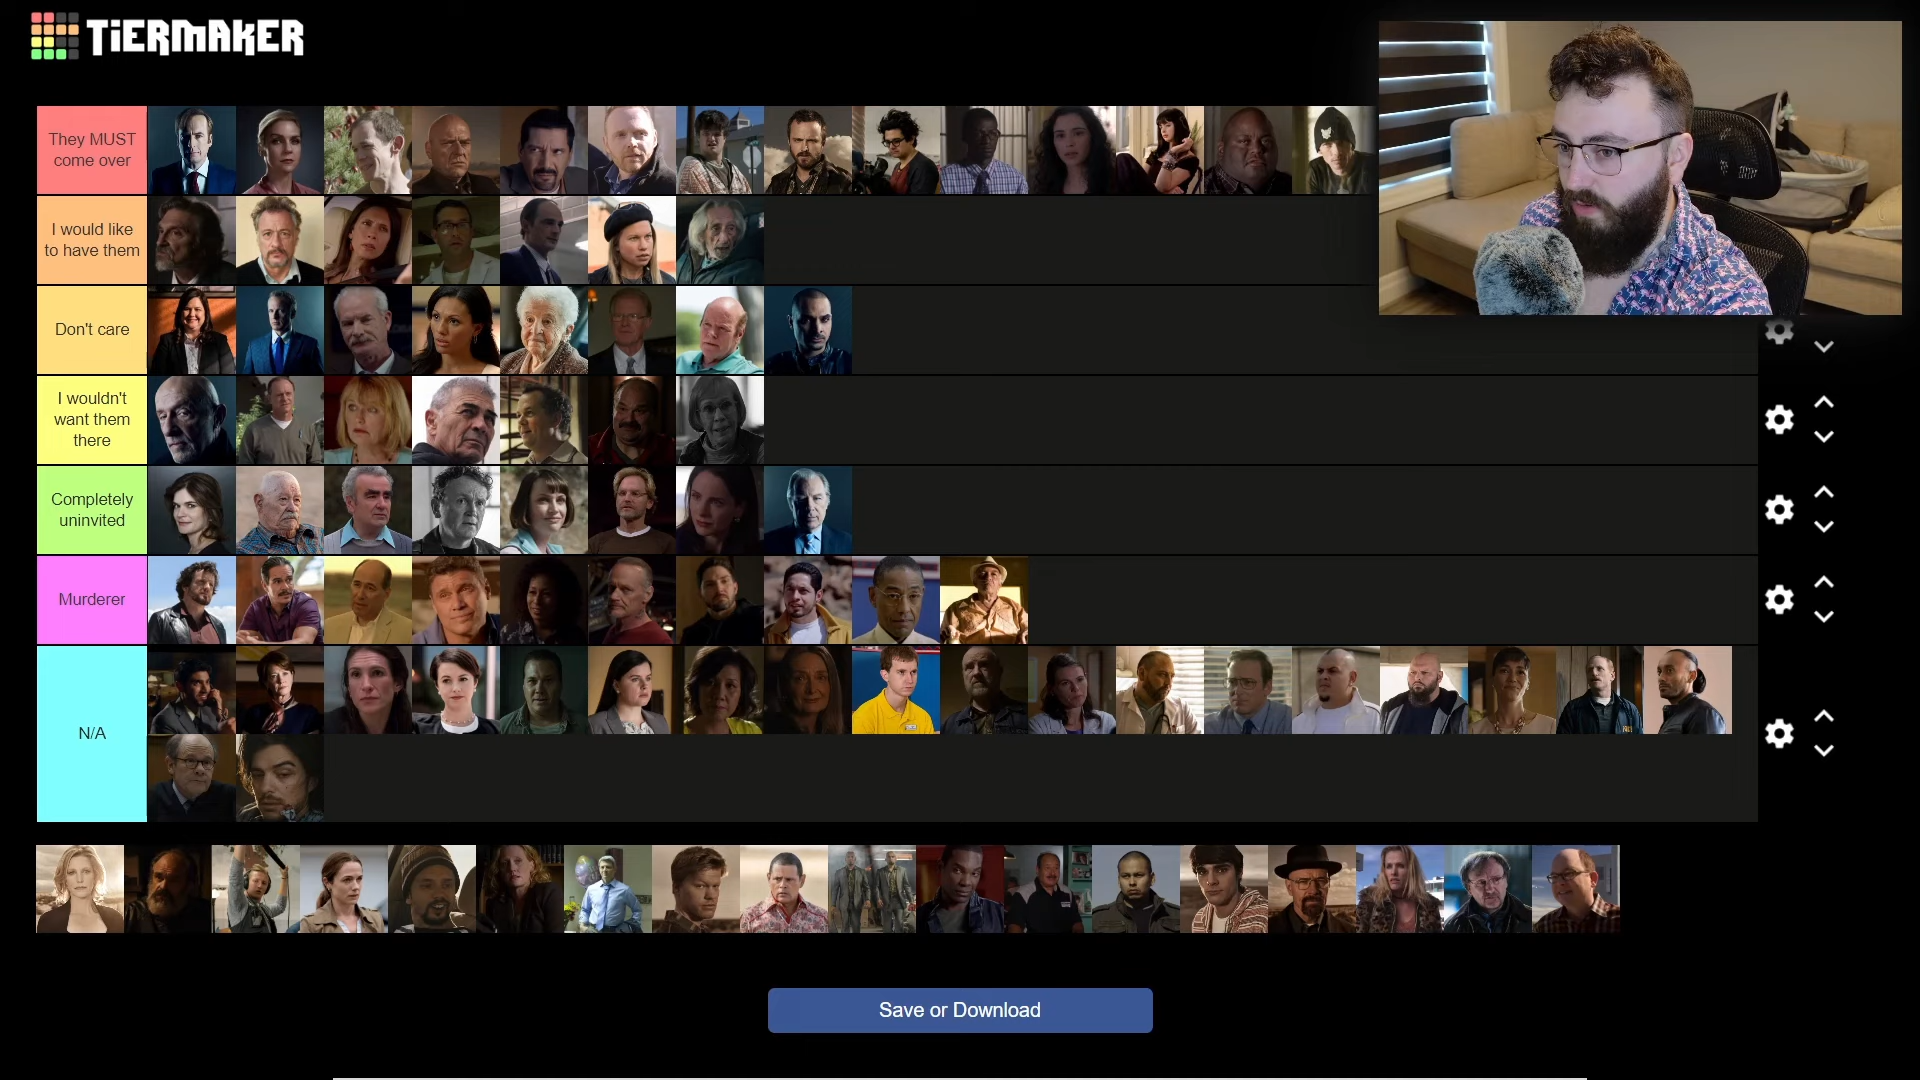 TiERMAKER
They MUST
come over
I would like
to have them
Don't care
I wouldn't
want them
there
Completely
uninvited
Murderer
N/A
Save or Download